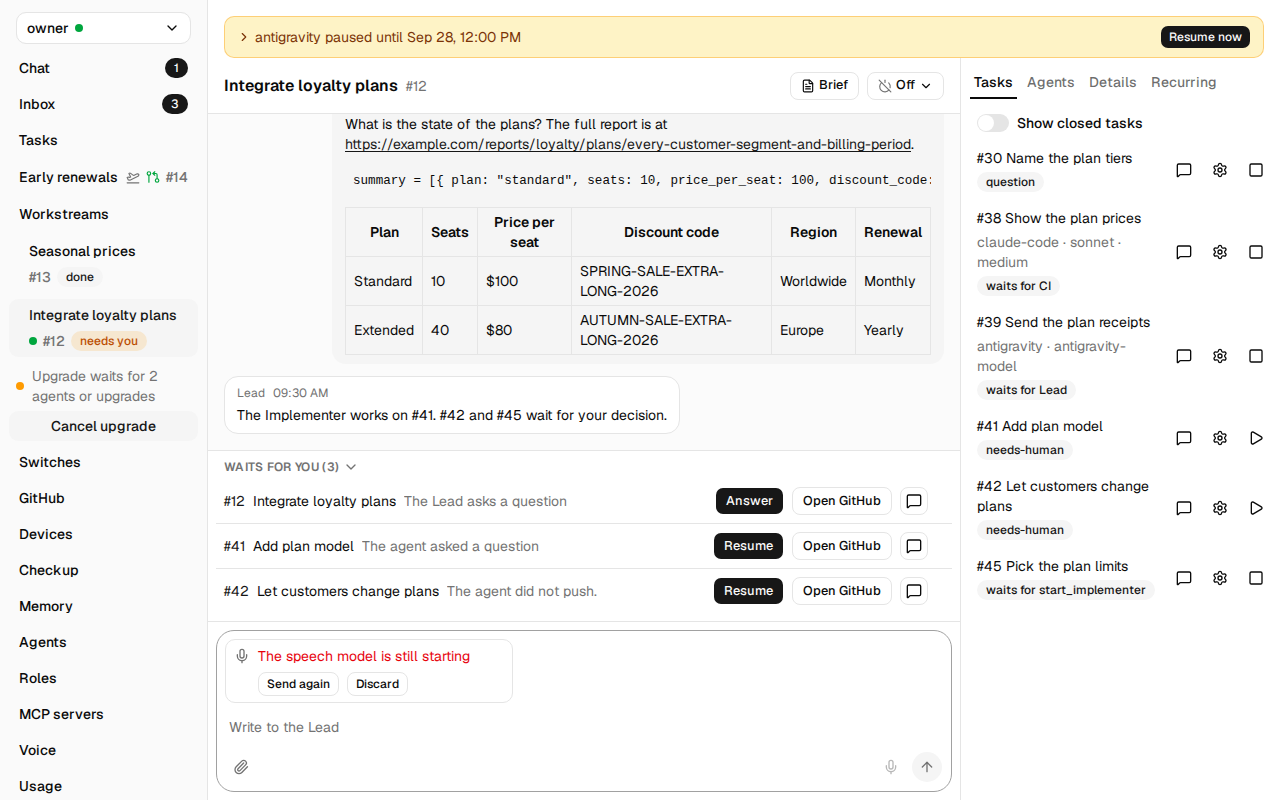 owner
Chat 1
Inbox 3
Tasks
Early renewals #14
Workstreams
Seasonal prices
#13 done
Integrate loyalty plans
#12 needs you
Upgrade waits for 2
agents or upgrades
Cancel upgrade
Switches
GitHub
Devices
Checkup
Memory
Agents
Roles
MCP servers
Voice
Usage
antigravity paused until Sep 28, 12:00 PM
Resume now
Integrate loyalty plans #12
Brief
Off
What is the state of the plans? The full report is at
https://example.com/reports/loyalty/plans/every-customer-segment-and-billing-period.
summary = [{ plan: "standard", seats: 10, price_per_seat: 100, discount_code:
Plan Seats Price per seat Discount code Region Renewal
Standard 10 $100 SPRING-SALE-EXTRA-LONG-2026 Worldwide Monthly
Extended 40 $80 AUTUMN-SALE-EXTRA-LONG-2026 Europe Yearly
Lead 09:30 AM
The Implementer works on #41. #42 and #45 wait for your decision.
WAITS FOR YOU (3)
#12 Integrate loyalty plans The Lead asks a question Answer Open GitHub
#41 Add plan model The agent asked a question Resume Open GitHub
#42 Let customers change plans The agent did not push. Resume Open GitHub
The speech model is still starting
Send again Discard
Write to the Lead
Tasks Agents Details Recurring
Show closed tasks
#30 Name the plan tiers
question
#38 Show the plan prices
claude-code · sonnet ·
medium
waits for CI
#39 Send the plan receipts
antigravity · antigravity-
model
waits for Lead
#41 Add plan model
needs-human
#42 Let customers change
plans
needs-human
#45 Pick the plan limits
waits for start_implementer